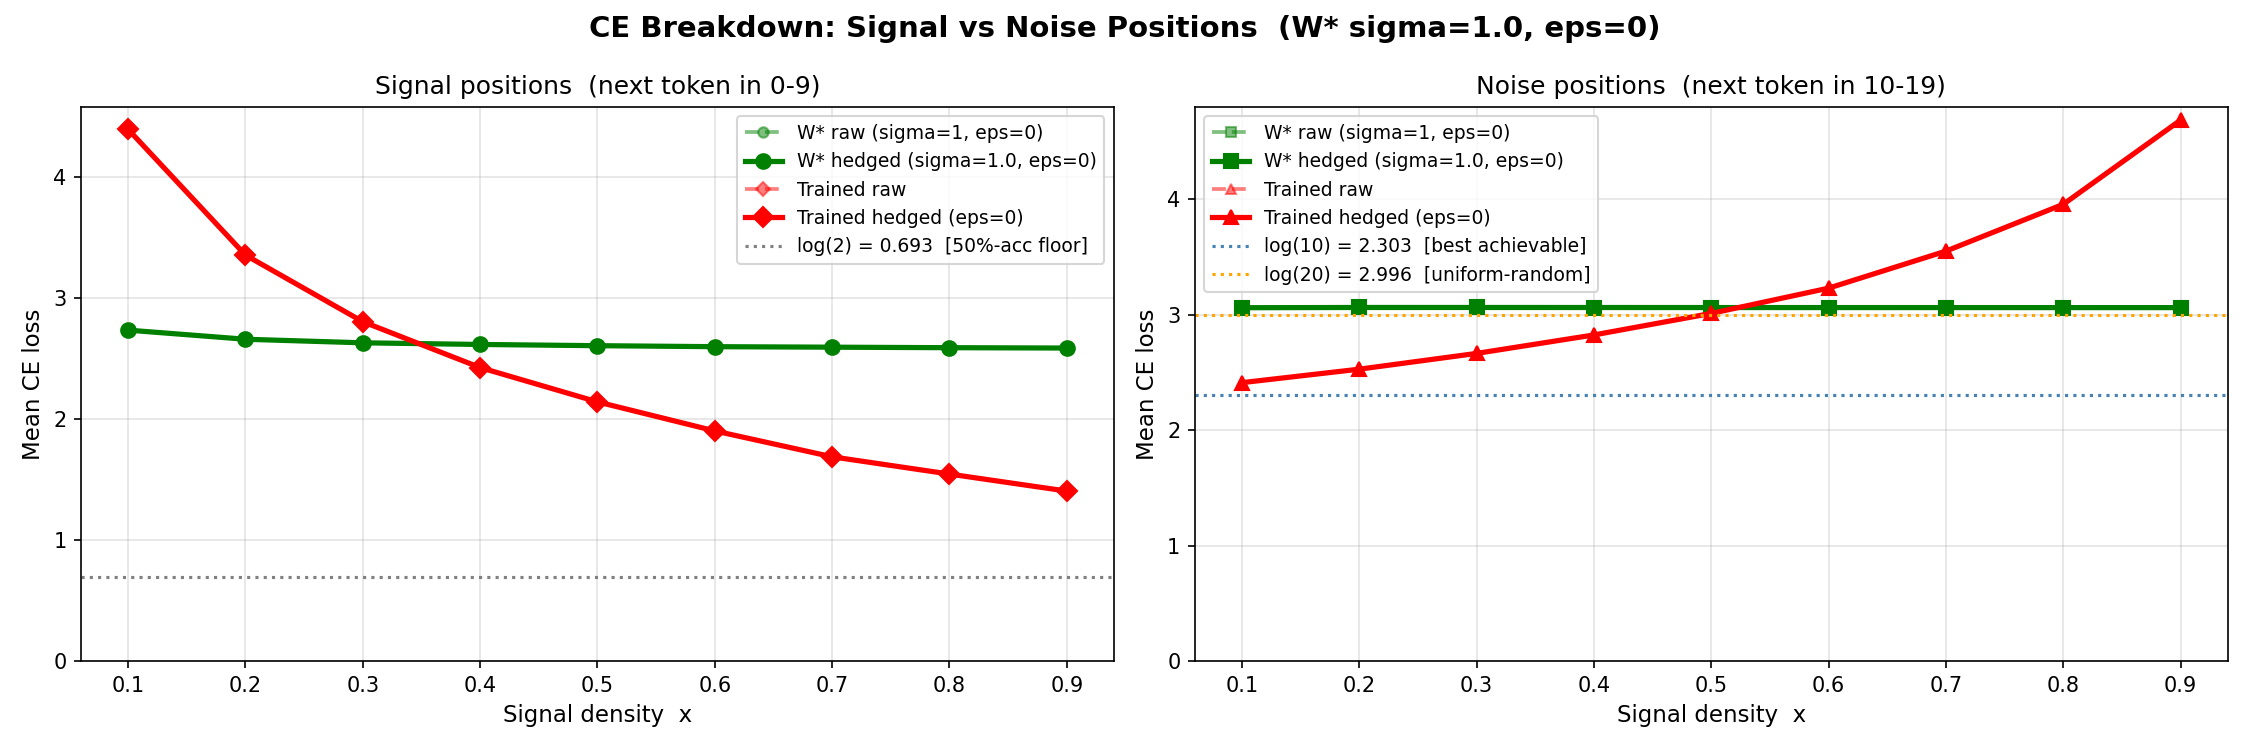 CE Breakdown: Signal vs Noise Positions  (W* sigma=1.0, eps=0)
Signal positions  (next token in 0-9)
W* raw (sigma=1, eps=0)
W* hedged (sigma=1.0, eps=0)
Trained raw
Trained hedged (eps=0)
log(2) = 0.693  [50%-acc floor]
Mean CE loss
4
3
2
1
0
0.1 0.2 0.3 0.4 0.5 0.6 0.7 0.8 0.9
Signal density  x
Noise positions  (next token in 10-19)
W* raw (sigma=1, eps=0)
W* hedged (sigma=1.0, eps=0)
Trained raw
Trained hedged (eps=0)
log(10) = 2.303  [best achievable]
log(20) = 2.996  [uniform-random]
Mean CE loss
4
3
2
1
0
0.1 0.2 0.3 0.4 0.5 0.6 0.7 0.8 0.9
Signal density  x